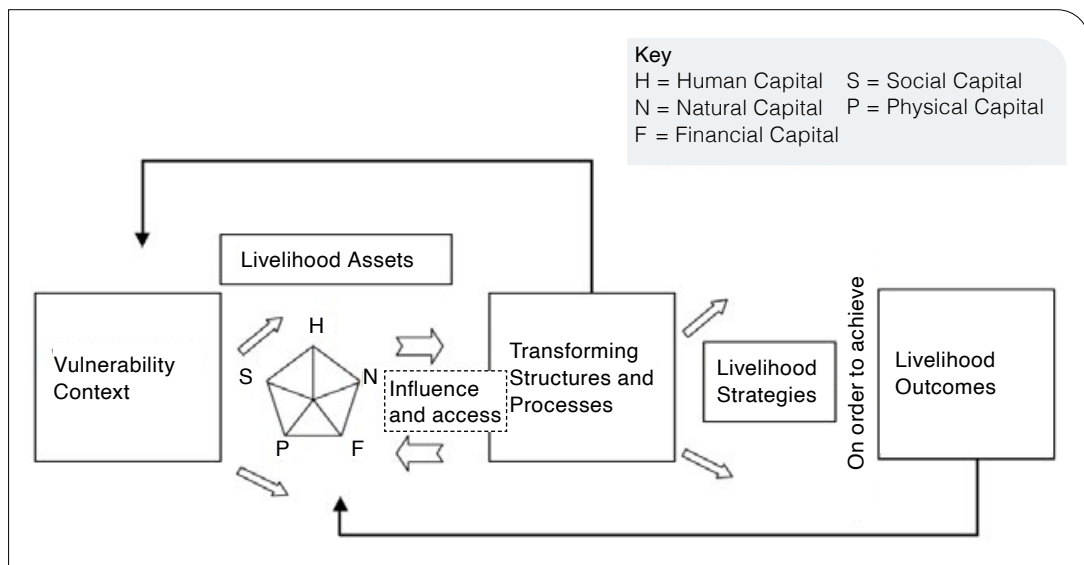 Key
H = Human Capital S = Social Capital
N = Natural Capital P = Physical Capital
F = Financial Capital
Livelihood Assets
Vulnerability
Context
H
S
N
P
F
Influence
and access
Transforming
Structures and
Processes
Livelihood
Strategies
On order to achieve
Livelihood
Outcomes